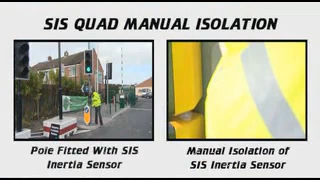 SIS QUAD MANUAL ISOLATION
Pole Fitted With SIS
Inertia Sensor
Manual Isolation of
SIS Inertia Sensor